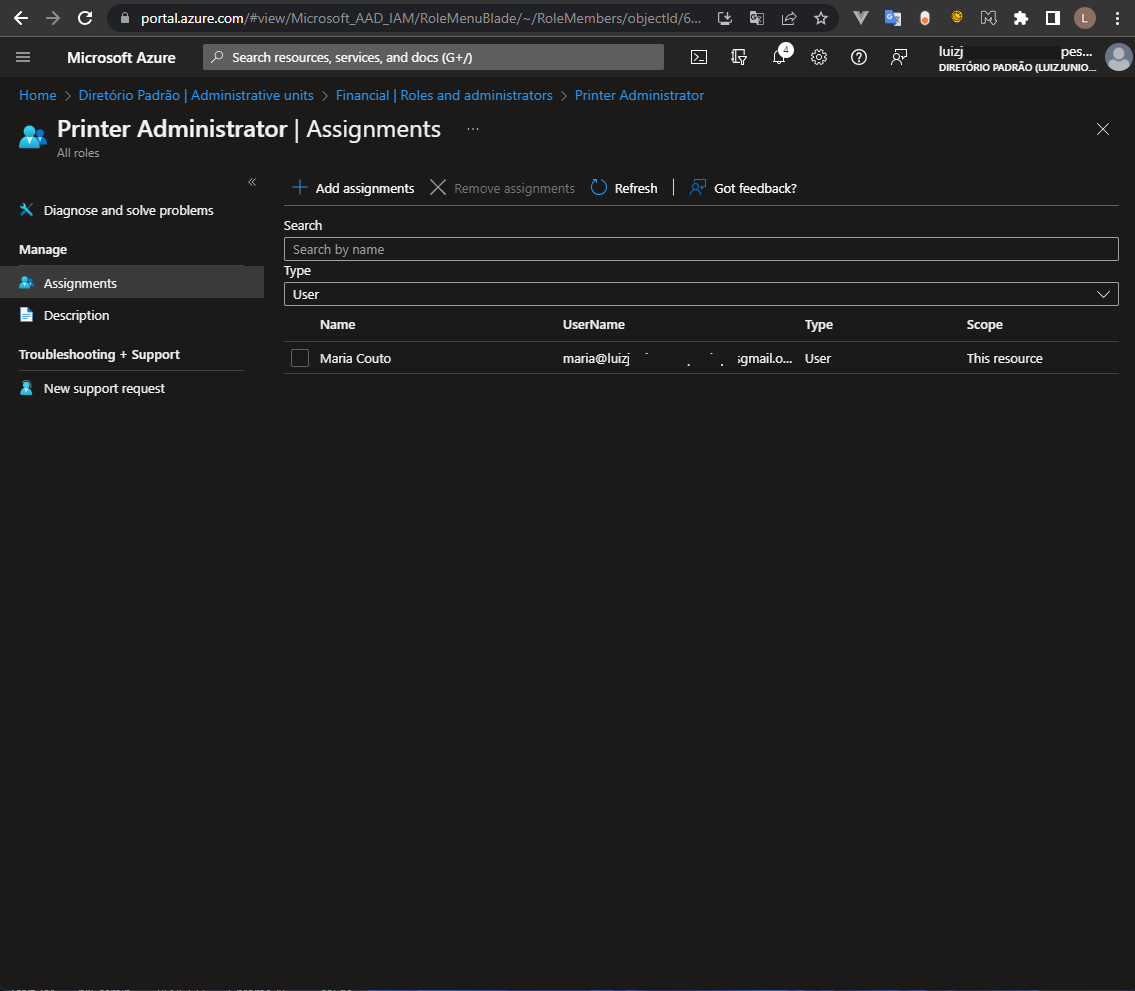 portal.azure.com/#view/Microsoft_AAD_IAM/RoleMenuBlade/~/RoleMembers/objectId/6...
L
Microsoft Azure
Search resources, services, and docs (G+/)
4
luizj pes...
DIRETÓRIO PADRÃO (LUIZJUNIO...
Home > Diretório Padrão | Administrative units > Financial | Roles and administrators > Printer Administrator
Printer Administrator | Assignments ...
All roles
«
Add assignments Remove assignments Refresh | Got feedback?
Diagnose and solve problems
Manage
Assignments
Description
Troubleshooting + Support
New support request
Search
Search by name
Type
User
Name UserName Type Scope
Maria Couto maria@luizj gmail.o... User This resource